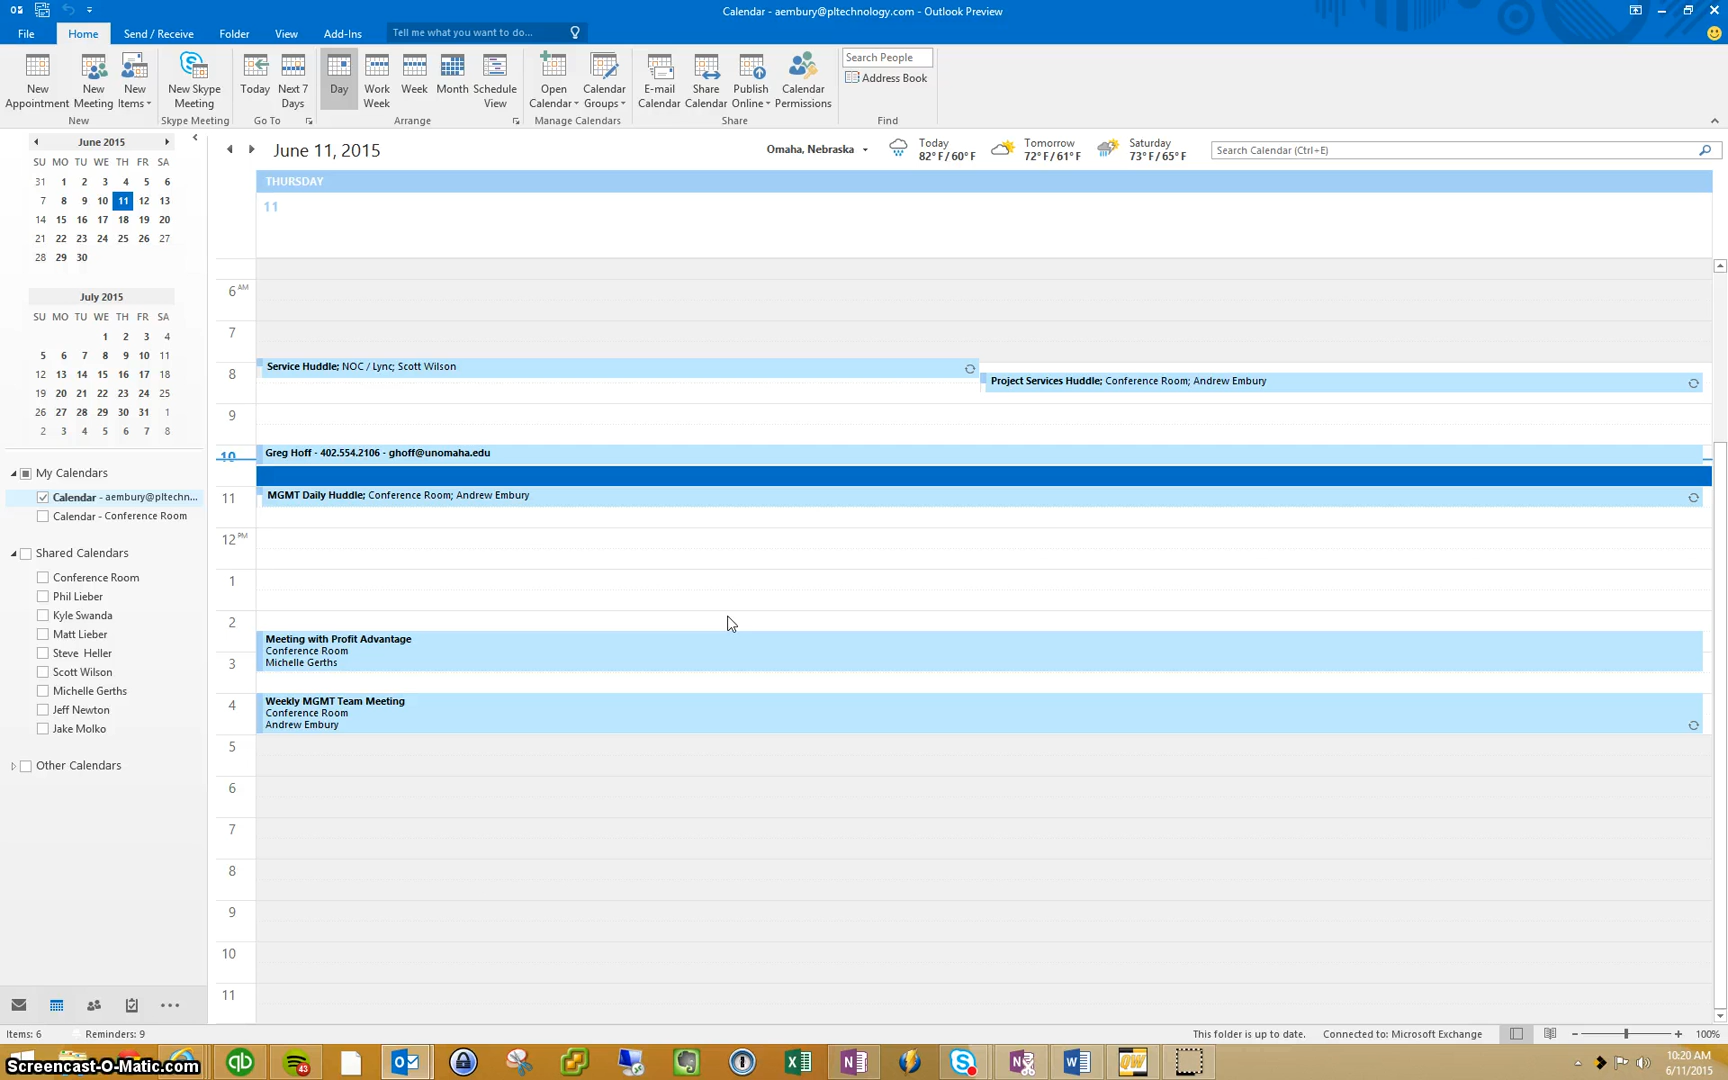 Calendar - aembury@pltechnology.com - Outlook Preview
File Home Send / Receive Folder View Add-Ins Tell me what you want to do...
New Appointment
New Meeting
New Items
New Skype Meeting
Today
Next 7 Days
Day
Work Week
Week
Month
Schedule View
Open Calendar
Calendar Groups
E-mail Calendar
Share Calendar
Publish Online
Calendar Permissions
Search People
Address Book
New Skype Meeting Go To Arrange Manage Calendars Share Find
June 2015
SU MO TU WE TH FR SA
31 1 2 3 4 5 6
7 8 9 10 11 12 13
14 15 16 17 18 19 20
21 22 23 24 25 26 27
28 29 30
July 2015
SU MO TU WE TH FR SA
1 2 3 4
5 6 7 8 9 10 11
12 13 14 15 16 17 18
19 20 21 22 23 24 25
26 27 28 29 30 31 1
2 3 4 5 6 7 8
My Calendars
Calendar - aembury@pltechn...
Calendar - Conference Room
Shared Calendars
Conference Room
Phil Lieber
Kyle Swanda
Matt Lieber
Steve Heller
Scott Wilson
Michelle Gerths
Jeff Newton
Jake Molko
Other Calendars
June 11, 2015
Omaha, Nebraska
Today
82° F / 60° F
Tomorrow
72° F / 61° F
Saturday
73° F / 65° F
Search Calendar (Ctrl+E)
THURSDAY
11
6 AM
7
8
Service Huddle; NOC / Lync; Scott Wilson
Project Services Huddle; Conference Room; Andrew Embury
9
10
Greg Hoff - 402.554.2106 - ghoff@unomaha.edu
11
MGMT Daily Huddle; Conference Room; Andrew Embury
12 PM
1
2
Meeting with Profit Advantage
Conference Room
Michelle Gerths
3
4
Weekly MGMT Team Meeting
Conference Room
Andrew Embury
5
6
7
8
9
10
11
Items: 6 Reminders: 9
This folder is up to date. Connected to: Microsoft Exchange 100%
Screencast-O-Matic.com
43
10:20 AM
6/11/2015